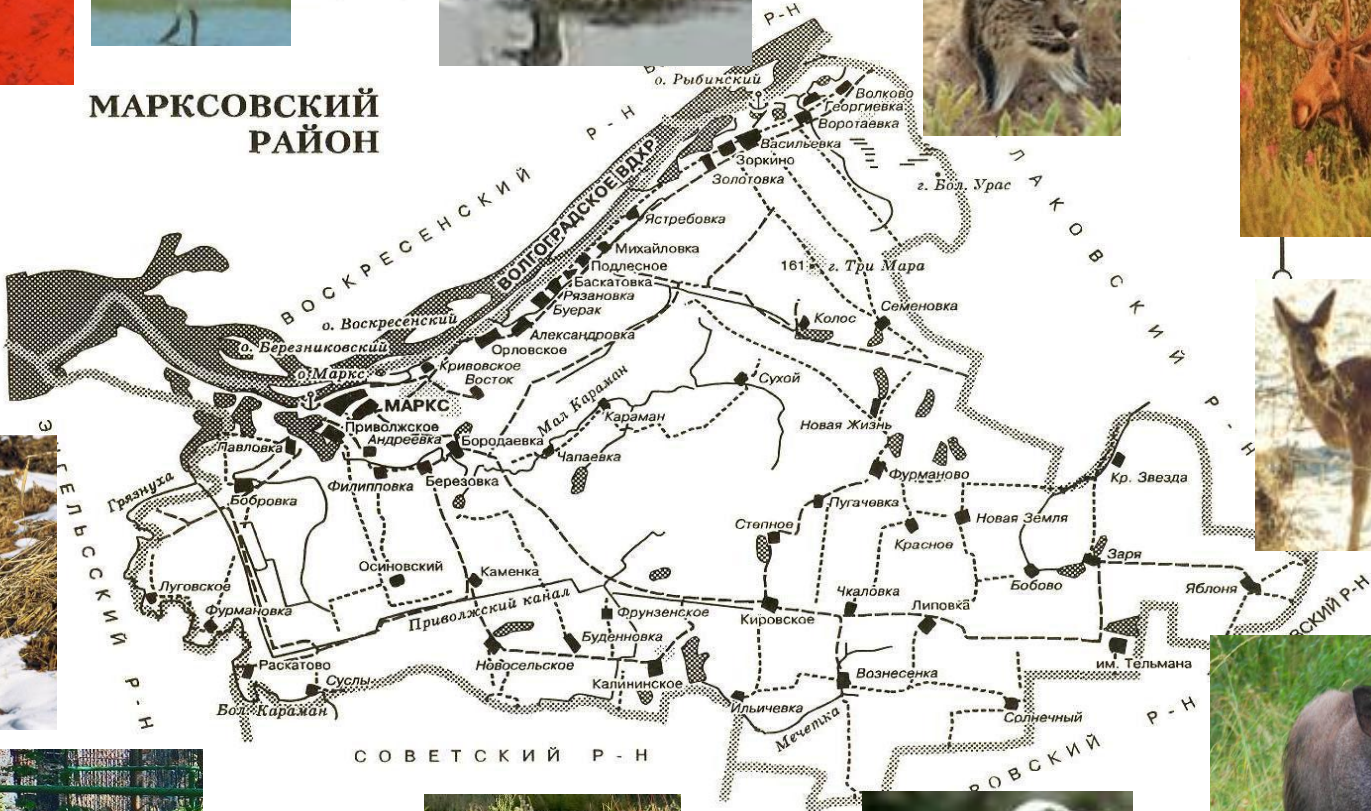 МАРКСОВСКИЙ
РАЙОН
Р-Н
о. Рыбинский
Волково
Георгиевка
Воротаевка
Васильевка
Зоркино
Золотовка
г. Бол. Урас
Р-Н
ВОСКРЕСЕНСКИЙ
ВОЛГОГРАДСКОЕ ВДХР.
Ястребовка
Михайловка
Подлесное
Баскатовка
Рязановка
Буерак
161
г. Три Мара
ЛАКОВСКИЙ
Р-Н
Александровка
Орловское
о. Воскресенский
о. Березниковский
о. Маркс
Кривовское
Восток
Колос
Семеновка
МАРКС
Приволжское
Андреевка
Бородаевка
Павловка
Филипповка
Березовка
Мал Караман
Караман
Чапаевка
Сухой
Новая Жизнь
Фурманово
Кр. Звезда
Грязнуха
Бобровка
Пугачевка
Степное
Новая Земля
Красное
Осиновский
Каменка
Заря
Бобово
Яблоня
Луговское
Фурмановка
Приволжский канал
Фрунзенское
Кировское
Чкаловка
Липовка
Буденновка
Новосельское
Калининское
Раскатово
Суслы
Бол. Караман
Вознесенка
им. Тельмана
Ильичевка
Мечетка
Солнечный
ГЕЛЬССКИЙ
Р-Н
СОВЕТСКИЙ Р-Н
РОВСКИЙ
Р-Н
ВСКИЙ Р-Н